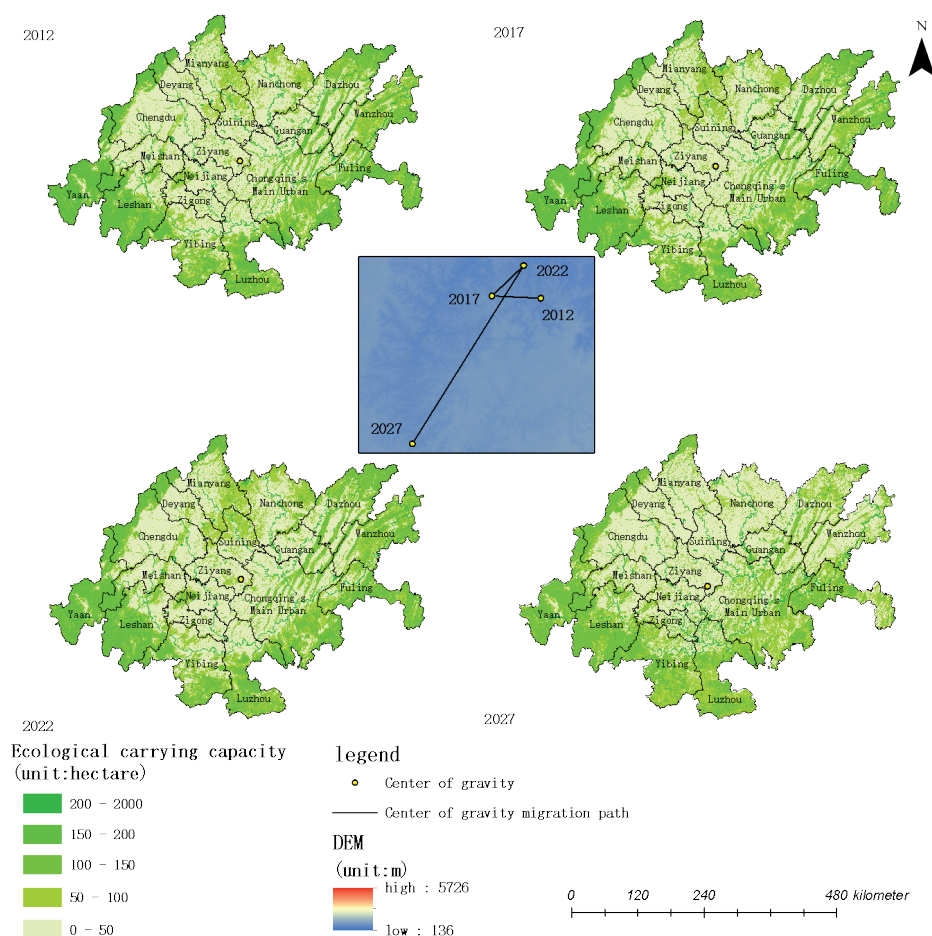 2012
2017
N
Mianyang
Deyang
Nanchong
Dazhou
Chengdu
Suining
Guangan
Wanzhou
Meishan
Ziyang
Fuling
Yaan
Neijiang
Chongqing's
Main Urban
Leshan
Zigong
Yibing
Luzhou
Mianyang
Deyang
Nanchong
Dazhou
Chengdu
Suining
Guangan
Wanzhou
Meishan
Ziyang
Fuling
Yaan
Neijiang
Chongqing's
Main Urban
Leshan
Zigong
Yibing
Luzhou
2022
2017
2012
2027
Mianyang
Deyang
Nanchong
Dazhou
Chengdu
Suining
Guangan
Wanzhou
Meishan
Ziyang
Fuling
Yaan
Neijiang
Chongqing's
Main Urban
Leshan
Zigong
Yibing
Luzhou
Mianyang
Deyang
Nanchong
Dazhou
Chengdu
Suining
Guangan
Wanzhou
Meishan
Ziyang
Fuling
Yaan
Neijiang
Chongqing's
Main Urban
Leshan
Zigong
Yibing
Luzhou
2022
2027
Ecological carrying capacity
(unit:hectare)
200 - 2000
150 - 200
100 - 150
50 - 100
0 - 50
legend
Center of gravity
Center of gravity migration path
DEM
(unit:m)
high : 5726
low : 136
0 120 240 480 kilometer